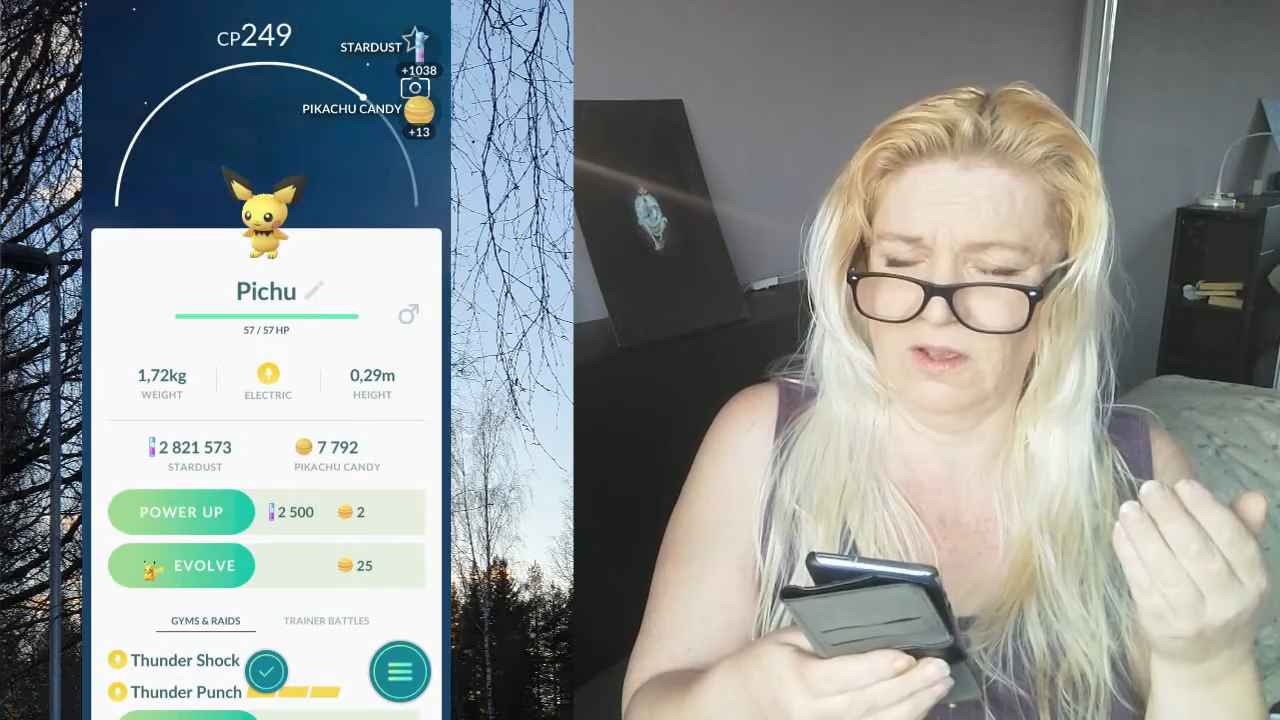 CP249
STARDUST
+1038
PIKACHU CANDY
+13
Pichu
57 / 57 HP
1,72kg
WEIGHT
ELECTRIC
0,29m
HEIGHT
2 821 573
STARDUST
7 792
PIKACHU CANDY
POWER UP
2 500
2
EVOLVE
25
GYMS & RAIDS
TRAINER BATTLES
Thunder Shock
Thunder Punch